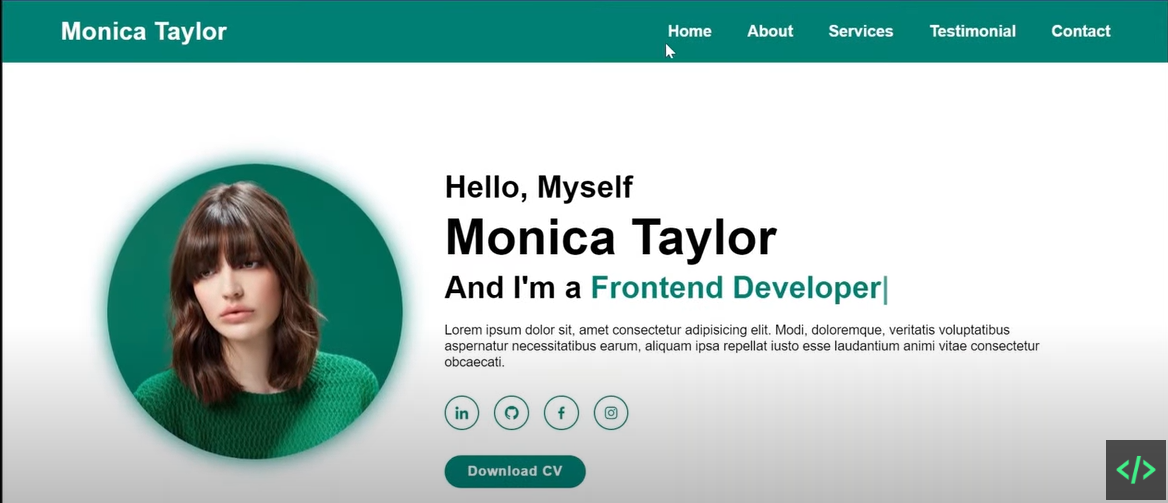 Monica Taylor
Home About Services Testimonial Contact
Hello, Myself
Monica Taylor
And I'm a Frontend Developer|
Lorem ipsum dolor sit, amet consectetur adipisicing elit. Modi, doloremque, veritatis voluptatibus
aspernatur necessitatibus earum, aliquam ipsa repellat iusto esse laudantium animi vitae consectetur
obcaecati.
in f
Download CV
</>